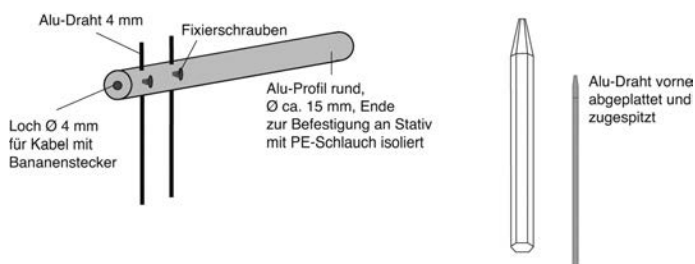 Alu-Draht 4 mm
Fixierschrauben
Loch Ø 4 mm
für Kabel mit
Bananenstecker
Alu-Profil rund,
Ø ca. 15 mm, Ende
zur Befestigung an Stativ
mit PE-Schlauch isoliert
Alu-Draht vorne
abgeplattet und
zugespitzt